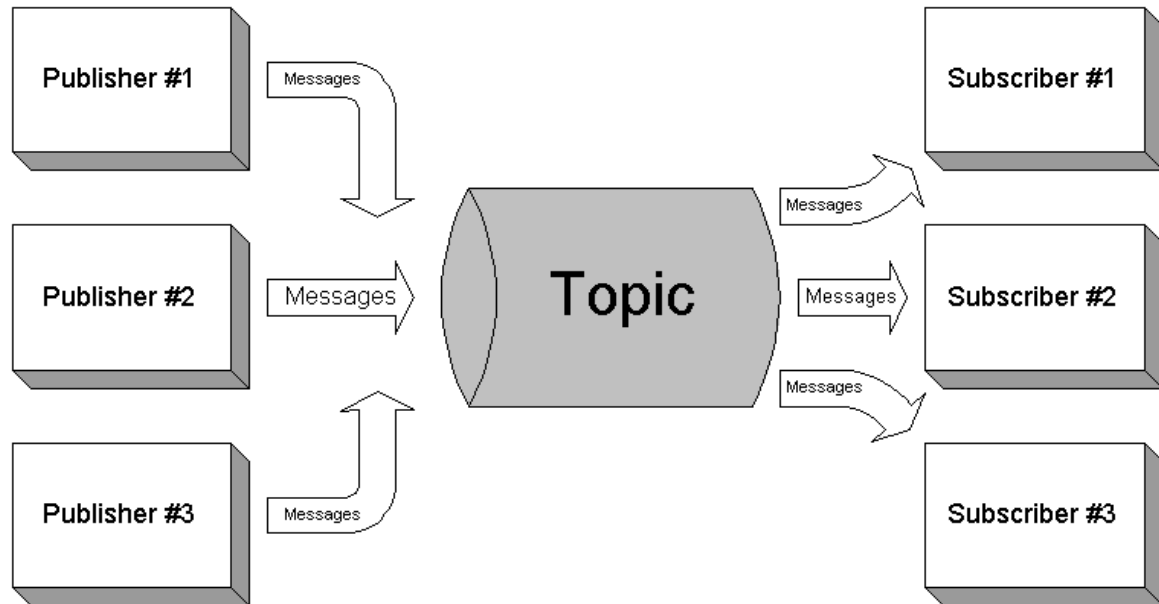 Publisher #1
Messages
Subscriber #1
Messages
Publisher #2
Messages
Topic
Messages
Subscriber #2
Messages
Publisher #3
Messages
Subscriber #3